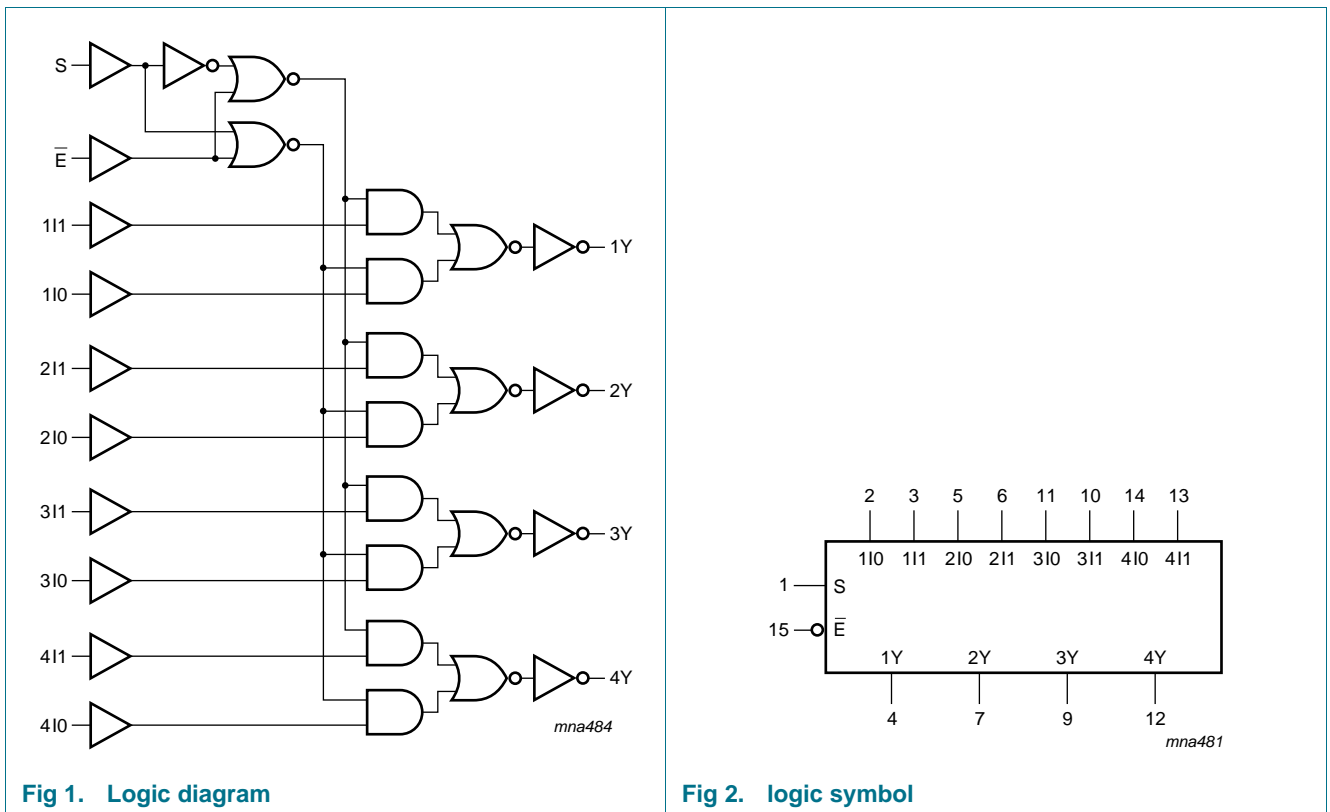 S
E̅
1I1
1I0
2I1
2I0
3I1
3I0
4I1
4I0
1Y
2Y
3Y
4Y
mna484
Fig 1. Logic diagram
2 3 5 6 11 10 14 13
1I0 1I1 2I0 2I1 3I0 3I1 4I0 4I1
1 S
15 E̅
1Y 2Y 3Y 4Y
4 7 9 12
mna481
Fig 2. logic symbol